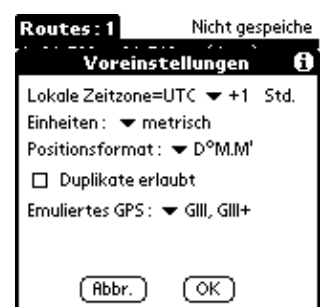 Routes: 1 Nicht gespeiche
Voreinstellungen i
Lokale Zeitzone=UTC ▼ +1 Std.
Einheiten: ▼ metrisch
Positionsformat: ▼ D°M.M'
Duplikate erlaubt
Emuliertes GPS: ▼ GIII, GIII+
Abbr. OK